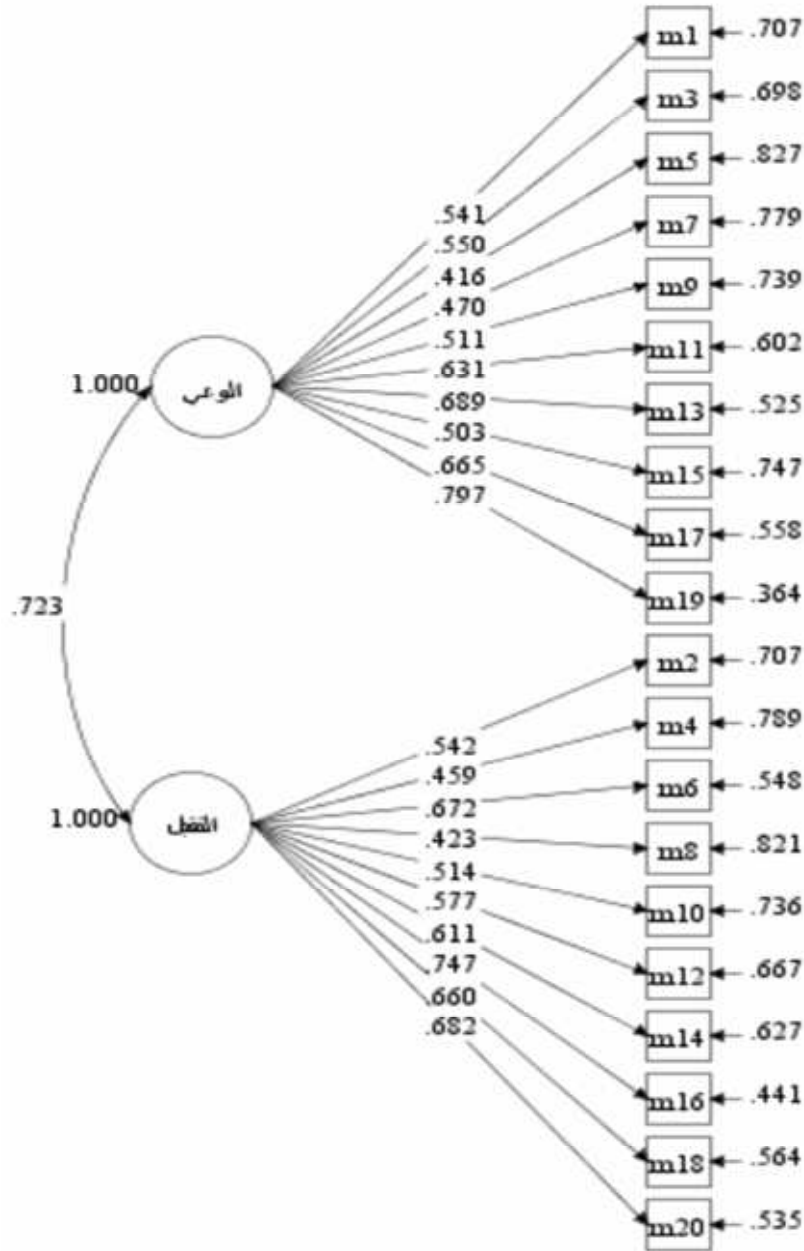 m1 .707
m3 .698
m5 .827
.541 m7 .779
.550
.416 m9 .739
.470
.511 m11 .602
.631
1.000 الوعي .689 m13 .525
.503
.665 m15 .747
.797
m17 .558
.723 m19 .364
m2 .707
m4 .789
.542
.459 m6 .548
.672
1.000 التقبل .423 m8 .821
.514
.577 m10 .736
.611
.747 m12 .667
.660
.682 m14 .627
m16 .441
m18 .564
m20 .535